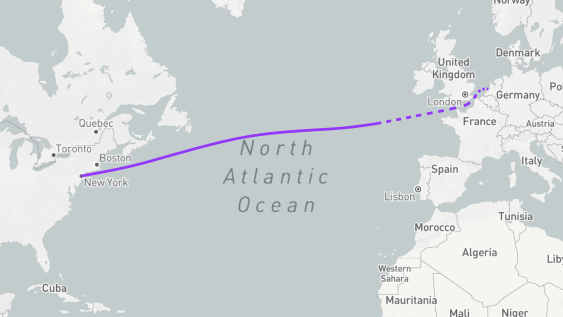 Norway
Denmark
United
Kingdom
London
Germany
Po
Quebec
Toronto
Boston
New York
France
Austria
North
Atlantic
Ocean
Italy
Spain
Lisbon
Tunisia
Morocco
Algeria
Liby
Western
Sahara
Cuba
Mauritania
Mali
Niger